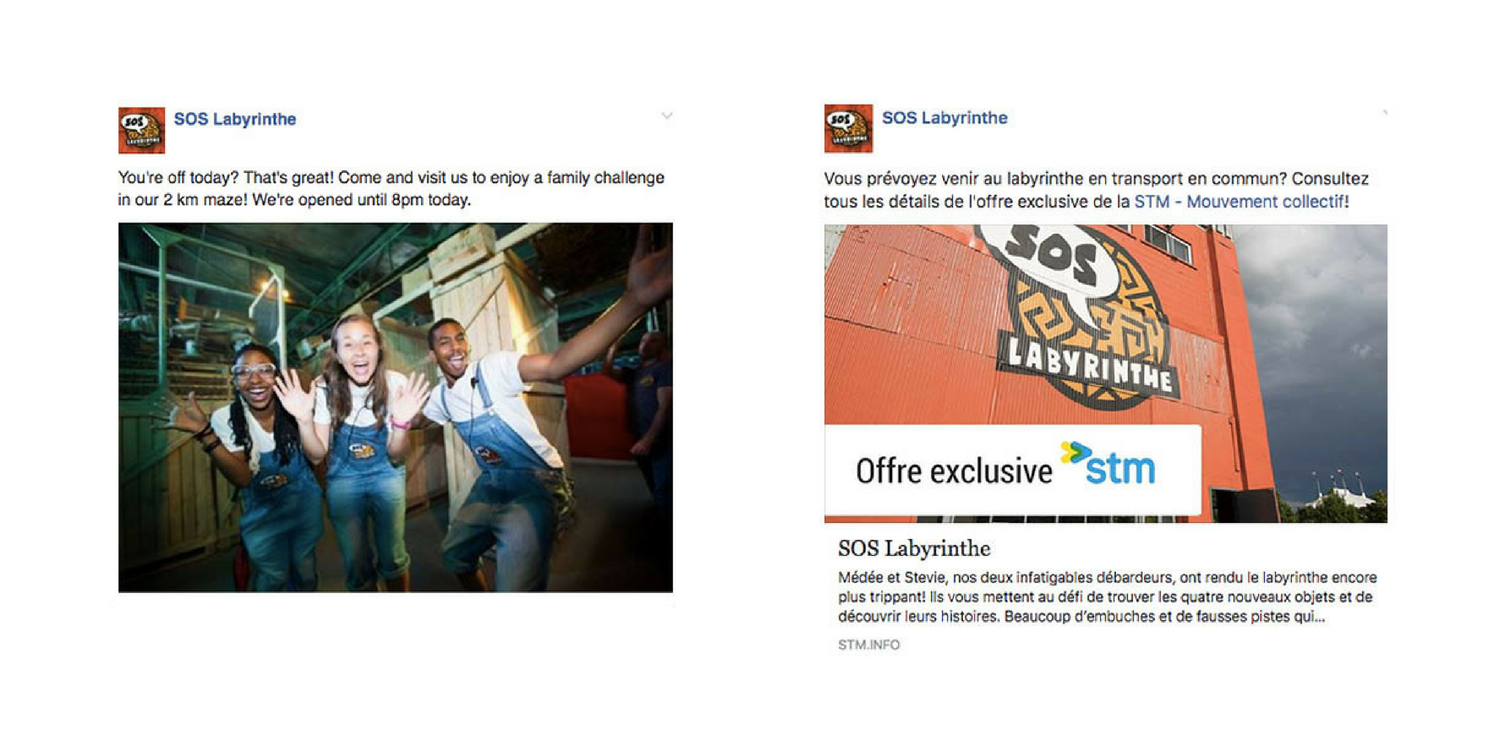 SOS
LABYRINTHE
SOS Labyrinthe
You're off today? That's great! Come and visit us to enjoy a family challenge
in our 2 km maze! We're opened until 8pm today.
SOS
LABYRINTHE
SOS Labyrinthe
Vous prévoyez venir au labyrinthe en transport en commun? Consultez
tous les détails de l'offre exclusive de la STM - Mouvement collectif!
SOS
LABYRINTHE
Offre exclusive stm
SOS Labyrinthe
Médée et Stevie, nos deux infatigables débardeurs, ont rendu le labyrinthe encore
plus trippant! Ils vous mettent au défi de trouver les quatre nouveaux objets et de
découvrir leurs histoires. Beaucoup d'embuches et de fausses pistes qui...
STM.INFO